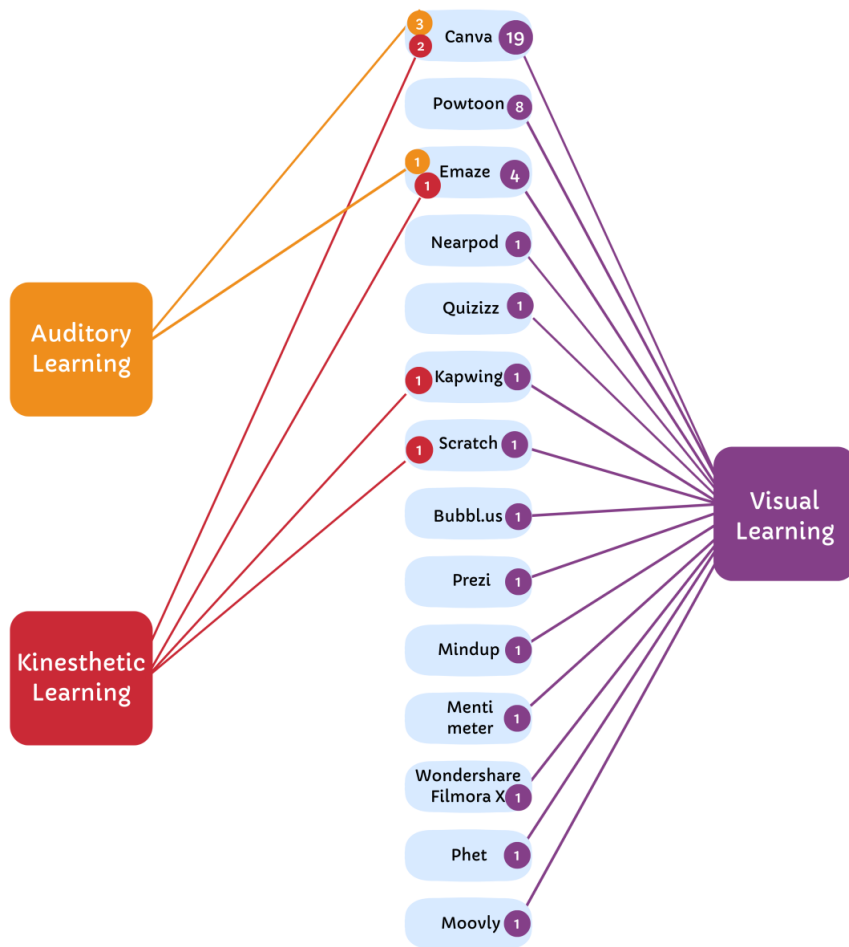 3
2
Canva
19
Powtoon
8
1
1
Emaze
4
Nearpod
1
Quizizz
1
Auditory
Learning
1
Kapwing
1
1
Scratch
1
Visual
Learning
Bubbl.us
1
Prezi
1
Kinesthetic
Learning
Mindup
1
Menti
meter
1
Wondershare
Filmora X
1
Phet
1
Moovly
1